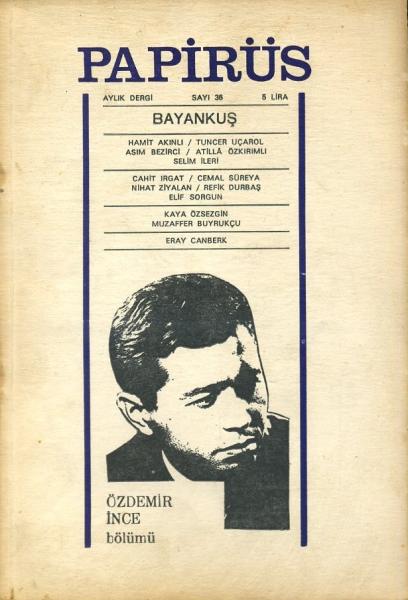 PAPİRÜS
AYLIK DERGİ SAYI 36 5 LİRA
BAYANKUŞ
HAMİT AKINLI / TUNCER UÇAROL
ASIM BEZİRCİ / ATİLLÂ ÖZKIRIMLI
SELİM İLERİ
CAHİT IRGAT / CEMAL SÜREYA
NİHAT ZİYALAN / REFİK DURBAŞ
ELİF SORGUN
KAYA ÖZSEZGİN
MUZAFFER BUYRUKÇU
ERAY CANBERK
ÖZDEMİR
İNCE
bölümü